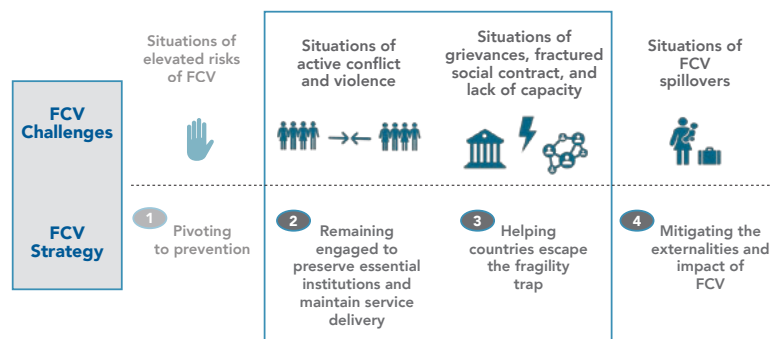 Situations of
elevated risks
of FCV
Situations of
active conflict
and violence
Situations of
grievances, fractured
social contract, and
lack of capacity
Situations of
FCV
spillovers
FCV
Challenges
FCV
Strategy
1
Pivoting
to prevention
2
Remaining
engaged to
preserve essential
institutions and
maintain service
delivery
3
Helping
countries escape
the fragility
trap
4
Mitigating the
externalities and
impact of
FCV